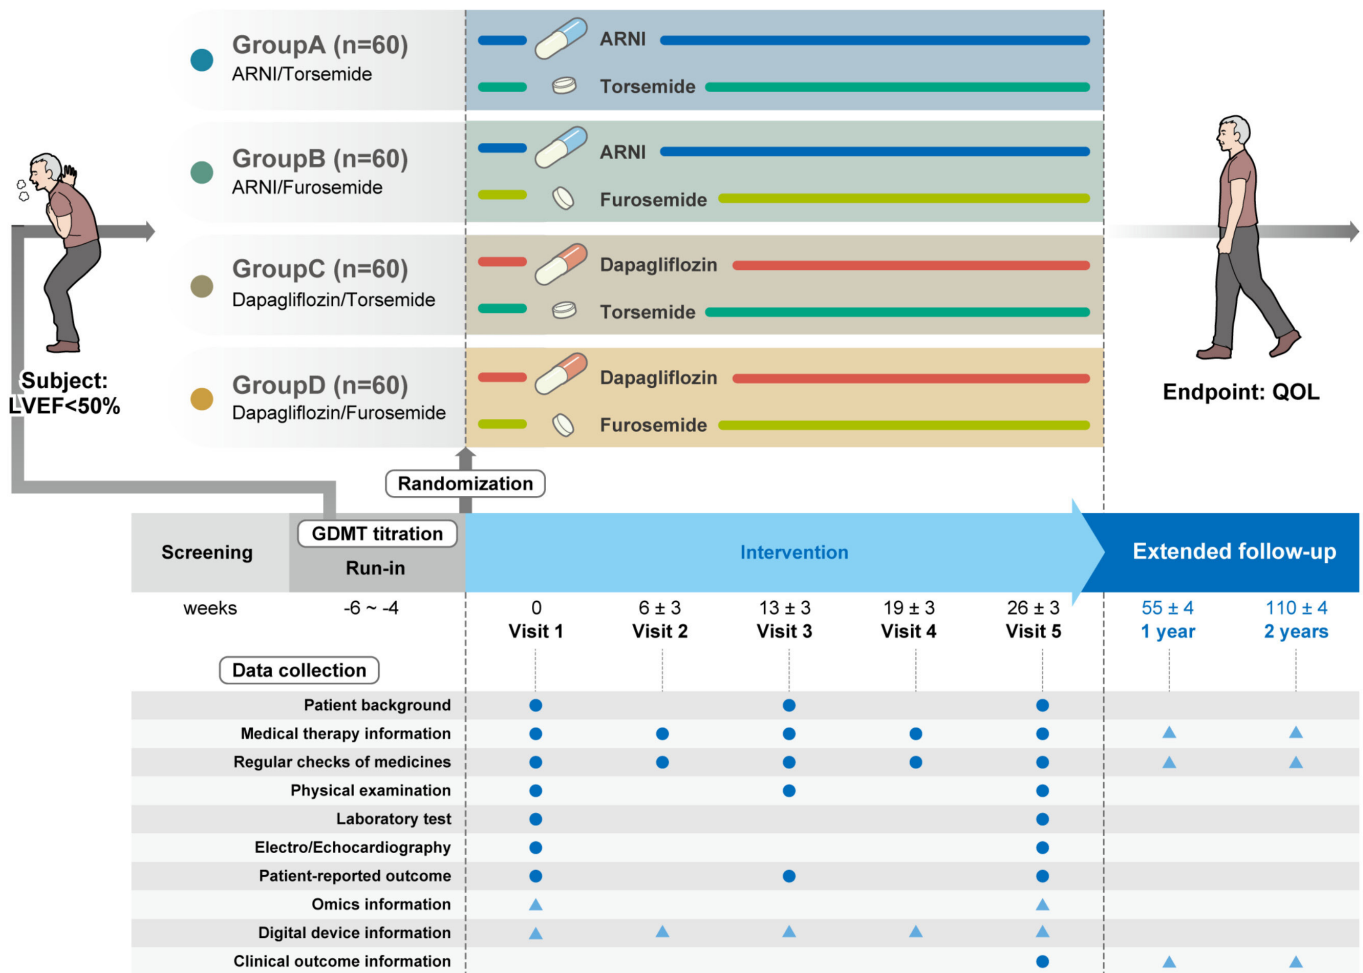 GroupA (n=60)
ARNI/Torsemide
ARNI
Torsemide
GroupB (n=60)
ARNI/Furosemide
ARNI
Furosemide
GroupC (n=60)
Dapagliflozin/Torsemide
Dapagliflozin
Torsemide
GroupD (n=60)
Dapagliflozin/Furosemide
Dapagliflozin
Furosemide
Subject:
LVEF<50%
Endpoint: QOL
Randomization
Screening
GDMT titration
Run-in
Intervention
Extended follow-up
weeks -6 ~ -4 0 6 ± 3 13 ± 3 19 ± 3 26 ± 3 55 ± 4 110 ± 4
Visit 1 Visit 2 Visit 3 Visit 4 Visit 5 1 year 2 years
Data collection
Patient background
Medical therapy information
Regular checks of medicines
Physical examination
Laboratory test
Electro/Echocardiography
Patient-reported outcome
Omics information
Digital device information
Clinical outcome information